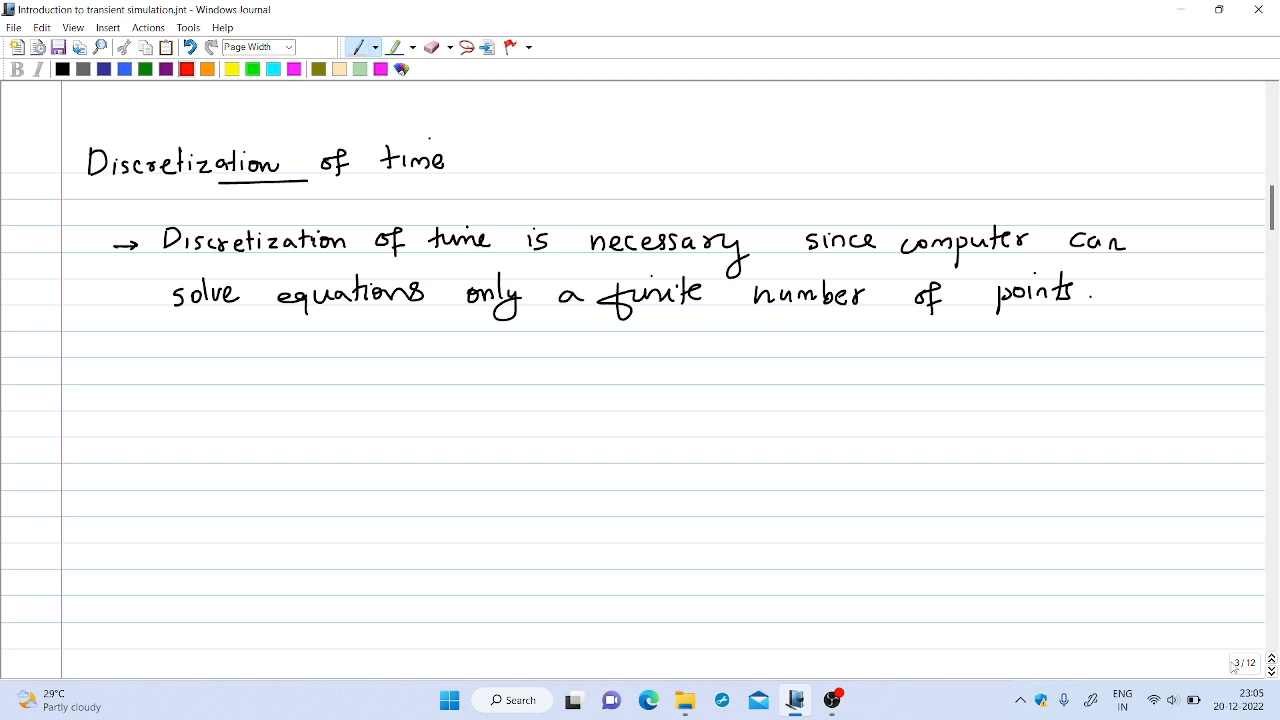 Introduction to transient simulation.jnt - Windows Journal
File Edit View Insert Actions Tools Help
Page Width
B I
Discretization of time
→ Discretization of time is necessary since computer can
solve equations only a finite number of points.
3/12
29°C
Partly cloudy
Search
ENG
IN
23:05
20-12-2022